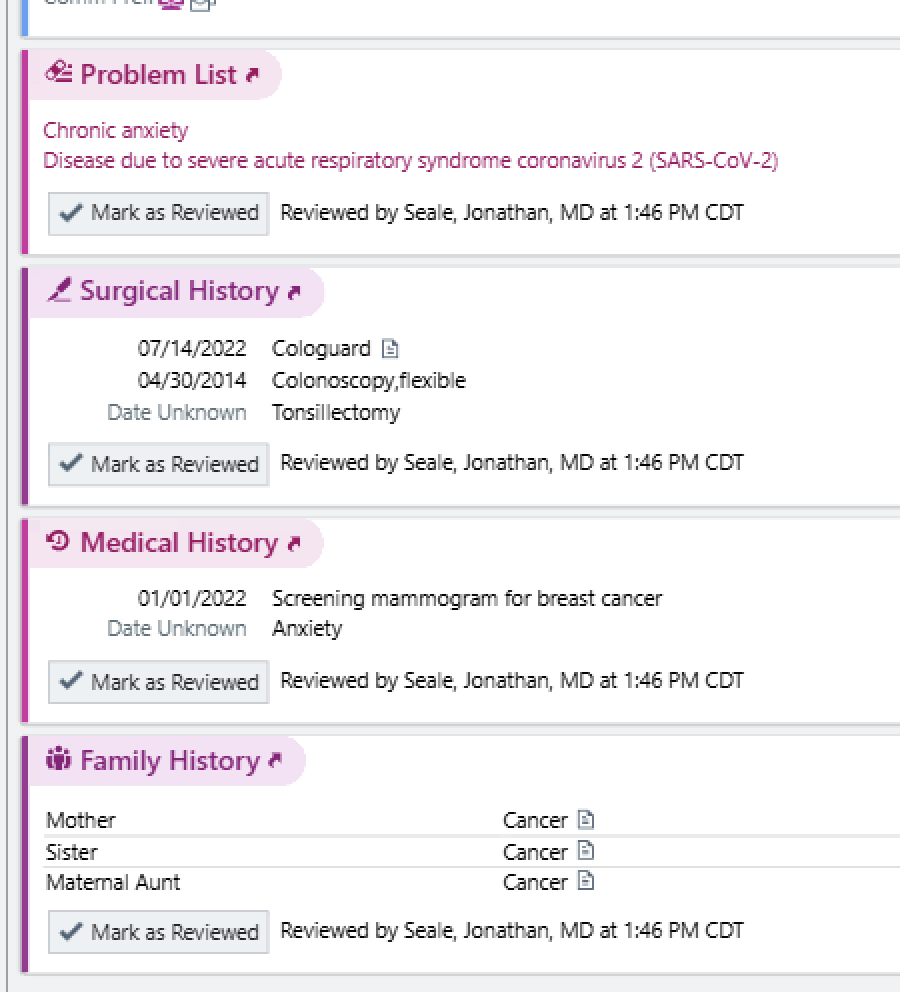 Problem List
Chronic anxiety
Disease due to severe acute respiratory syndrome coronavirus 2 (SARS-CoV-2)
Mark as Reviewed Reviewed by Seale, Jonathan, MD at 1:46 PM CDT
Surgical History
07/14/2022 Cologuard
04/30/2014 Colonoscopy,flexible
Date Unknown Tonsillectomy
Mark as Reviewed Reviewed by Seale, Jonathan, MD at 1:46 PM CDT
Medical History
01/01/2022 Screening mammogram for breast cancer
Date Unknown Anxiety
Mark as Reviewed Reviewed by Seale, Jonathan, MD at 1:46 PM CDT
Family History
Mother Cancer
Sister Cancer
Maternal Aunt Cancer
Mark as Reviewed Reviewed by Seale, Jonathan, MD at 1:46 PM CDT